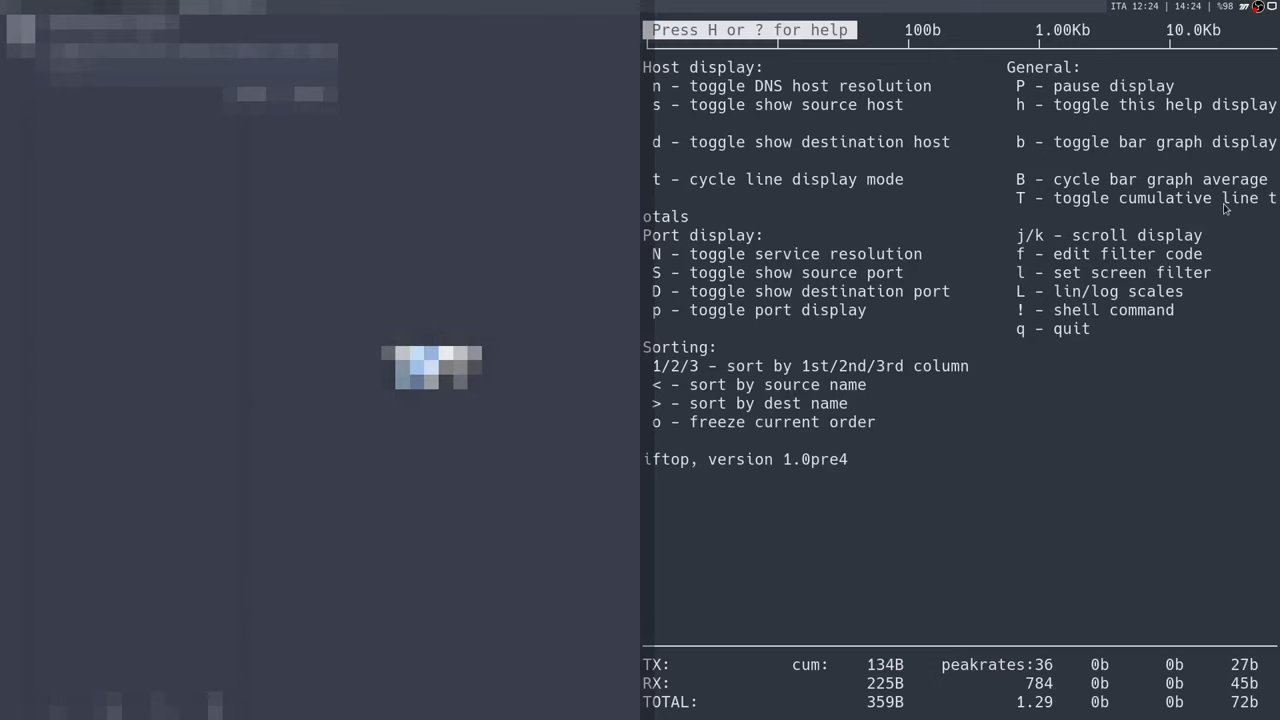 ITA 12:24 | 14:24 | %98
Press H or ? for help 100b 1.00Kb 10.0Kb
Host display: General:
n - toggle DNS host resolution P - pause display
s - toggle show source host h - toggle this help display
d - toggle show destination host b - toggle bar graph display
t - cycle line display mode B - cycle bar graph average
T - toggle cumulative line t
otals
Port display: j/k - scroll display
N - toggle service resolution f - edit filter code
S - toggle show source port l - set screen filter
D - toggle show destination port L - lin/log scales
p - toggle port display ! - shell command
q - quit
Sorting:
1/2/3 - sort by 1st/2nd/3rd column
< - sort by source name
> - sort by dest name
o - freeze current order
iftop, version 1.0pre4
TX: cum: 134B peakrates:36 0b 0b 27b
RX: 225B 784 0b 0b 45b
TOTAL: 359B 1.29 0b 0b 72b